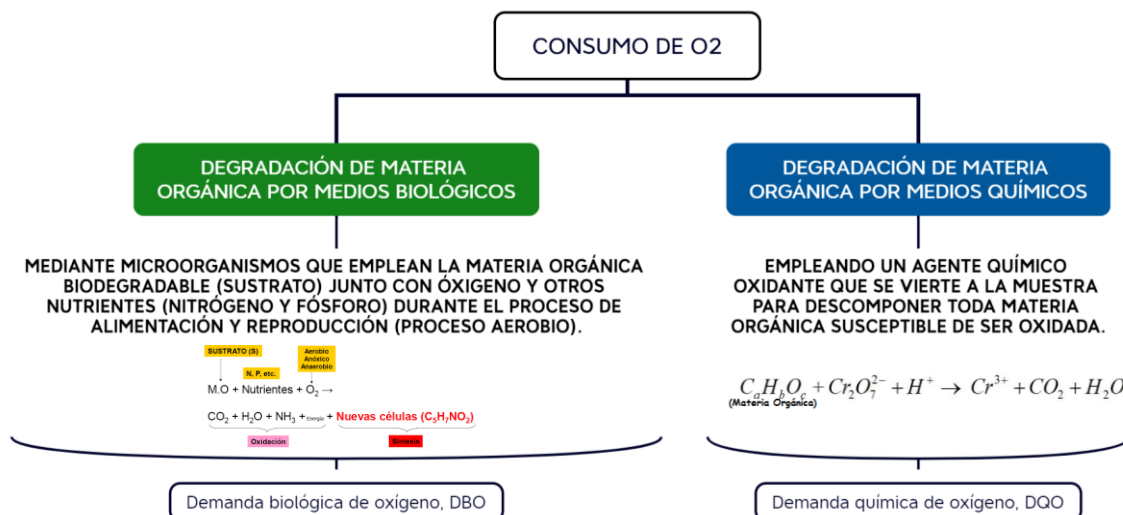 CONSUMO DE O2
DEGRADACIÓN DE MATERIA
ORGÁNICA POR MEDIOS BIOLÓGICOS
MEDIANTE MICROORGANISMOS QUE EMPLEAN LA MATERIA ORGÁNICA
BIODEGRADABLE (SUSTRATO) JUNTO CON ÓXIGENO Y OTROS
NUTRIENTES (NITRÓGENO Y FÓSFORO) DURANTE EL PROCESO DE
ALIMENTACIÓN Y REPRODUCCIÓN (PROCESO AEROBIO).
SUSTRATO (S)
Aerobio
Anóxico
Anaerobio
N, P, etc.
M.O + Nutrientes + O₂ →
CO₂ + H₂O + NH₃ + Energía + Nuevas células (C₅H₇NO₂)
Oxidación
Síntesis
Demanda biológica de oxígeno, DBO
DEGRADACIÓN DE MATERIA
ORGÁNICA POR MEDIOS QUÍMICOS
EMPLEANDO UN AGENTE QUÍMICO
OXIDANTE QUE SE VIERTE A LA MUESTRA
PARA DESCOMPONER TODA MATERIA
ORGÁNICA SUSCEPTIBLE DE SER OXIDADA.
CₐH_bO_c + Cr₂O₇²⁻ + H⁺ → Cr³⁺ + CO₂ + H₂O
(Materia Orgánica)
Demanda química de oxígeno, DQO